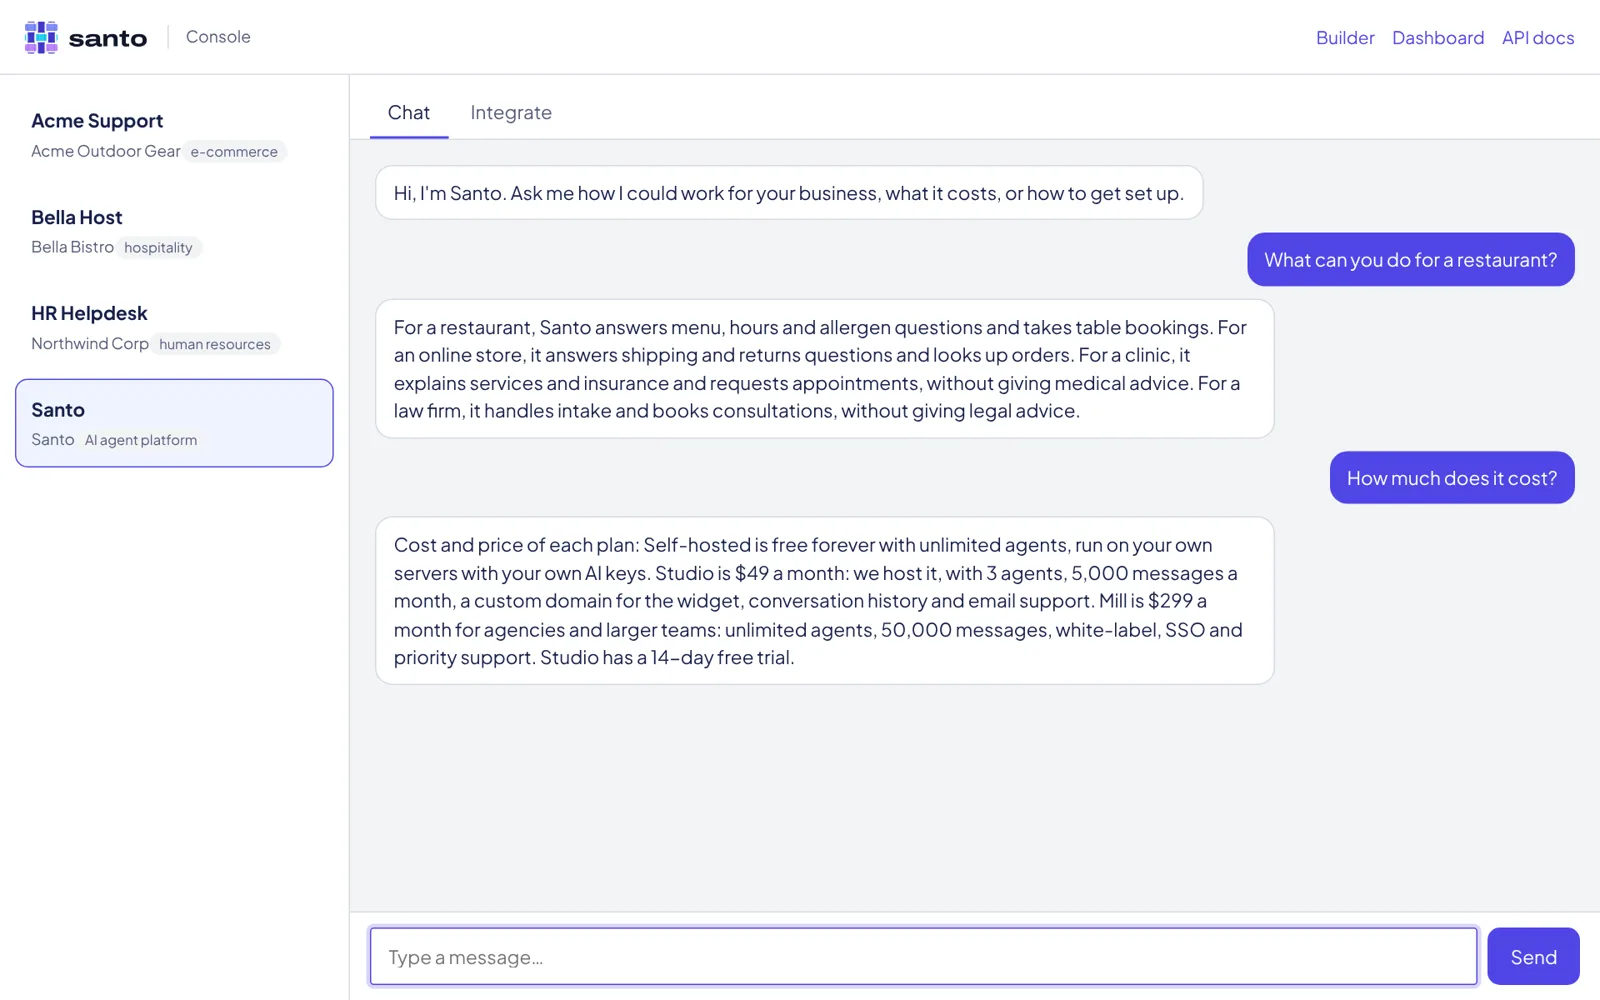 santo
Console
Builder
Dashboard
API docs
Acme Support
Acme Outdoor Gear
e-commerce
Bella Host
Bella Bistro
hospitality
HR Helpdesk
Northwind Corp
human resources
Santo
Santo
AI agent platform
Chat
Integrate
Hi, I'm Santo. Ask me how I could work for your business, what it costs, or how to get set up.
What can you do for a restaurant?
For a restaurant, Santo answers menu, hours and allergen questions and takes table bookings. For
an online store, it answers shipping and returns questions and looks up orders. For a clinic, it
explains services and insurance and requests appointments, without giving medical advice. For a
law firm, it handles intake and books consultations, without giving legal advice.
How much does it cost?
Cost and price of each plan: Self-hosted is free forever with unlimited agents, run on your own
servers with your own AI keys. Studio is $49 a month: we host it, with 3 agents, 5,000 messages a
month, a custom domain for the widget, conversation history and email support. Mill is $299 a
month for agencies and larger teams: unlimited agents, 50,000 messages, white-label, SSO and
priority support. Studio has a 14-day free trial.
Type a message...
Send